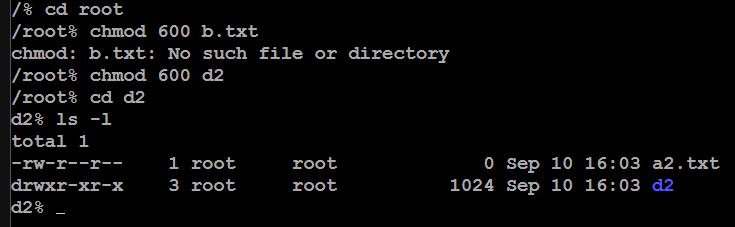 /% cd root
/root% chmod 600 b.txt
chmod: b.txt: No such file or directory
/root% chmod 600 d2
/root% cd d2
d2% ls -l
total 1
-rw-r--r--    1 root     root             0 Sep 10 16:03 a2.txt
drwxr-xr-x    3 root     root          1024 Sep 10 16:03 d2
d2% _